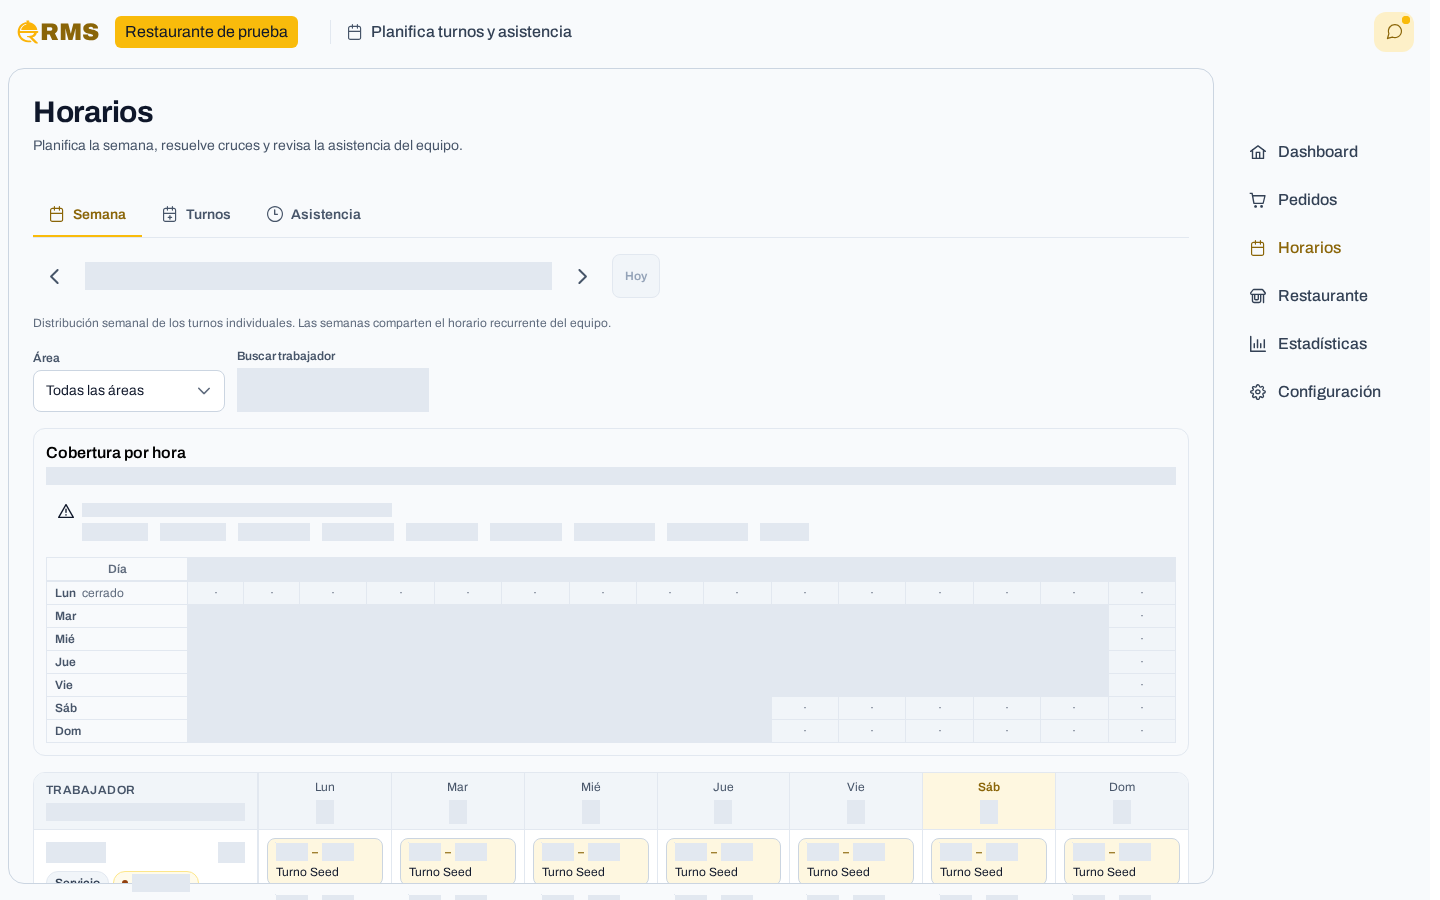 RMS
Restaurante de prueba
Planifica turnos y asistencia
Horarios
Planifica la semana, resuelve cruces y revisa la asistencia del equipo.
Semana
Turnos
Asistencia
Hoy
Distribución semanal de los turnos individuales. Las semanas comparten el horario recurrente del equipo.
Área
Buscar trabajador
Todas las áreas
Cobertura por hora
Día
Lun cerrado · · · · · · · · · · · · · · ·
Mar ·
Mié ·
Jue ·
Vie ·
Sáb · · · · · ·
Dom · · · · · ·
TRABAJADOR
Lun
Mar
Mié
Jue
Vie
Sáb
Dom
– – – – – – –
Turno Seed
Turno Seed
Turno Seed
Turno Seed
Turno Seed
Turno Seed
Turno Seed
Servicio
Dashboard
Pedidos
Horarios
Restaurante
Estadísticas
Configuración